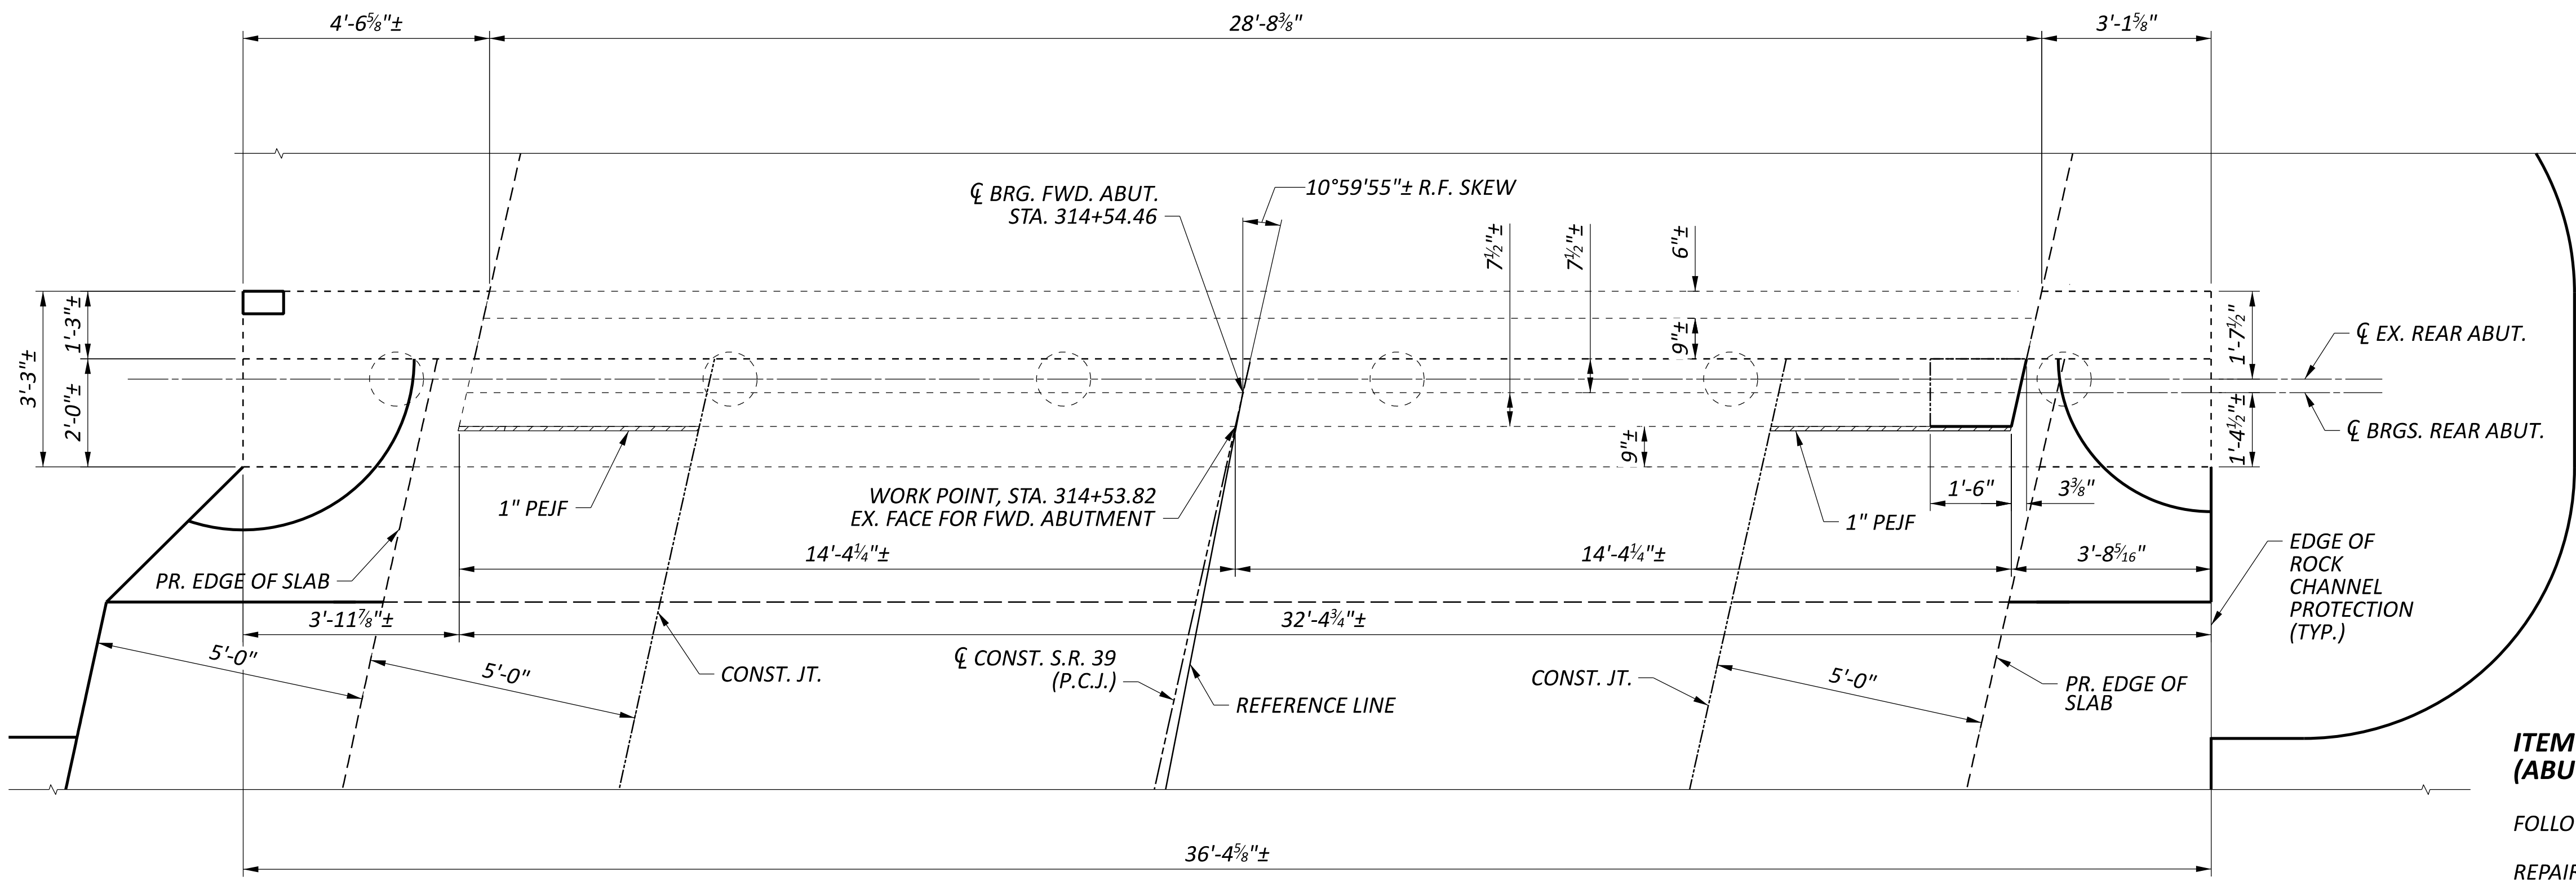 4'-6⅝"±
28'-8⅜"
3'-1⅝"
℄ BRG. FWD. ABUT.
STA. 314+54.46
10°59'55"± R.F. SKEW
7½"±
7½"±
6"±
9"±
3'-3"±
1'-3"±
2'-0"±
1'-7½"
1'-4½"±
℄ EX. REAR ABUT.
℄ BRGS. REAR ABUT.
9"±
1" PEJF
WORK POINT, STA. 314+53.82
EX. FACE FOR FWD. ABUTMENT
1'-6"
3⅜"
1" PEJF
PR. EDGE OF SLAB
14'-4¼"±
14'-4¼"±
3'-8⁵⁄₁₆"
EDGE OF
ROCK
CHANNEL
PROTECTION
(TYP.)
3'-11⅞"±
32'-4¾"±
5'-0"
5'-0"
CONST. JT.
℄ CONST. S.R. 39
(P.C.J.)
REFERENCE LINE
CONST. JT.
5'-0"
PR. EDGE OF
SLAB
36'-4⅝"±
ITEM
(ABU
FOLLO
REPAIF